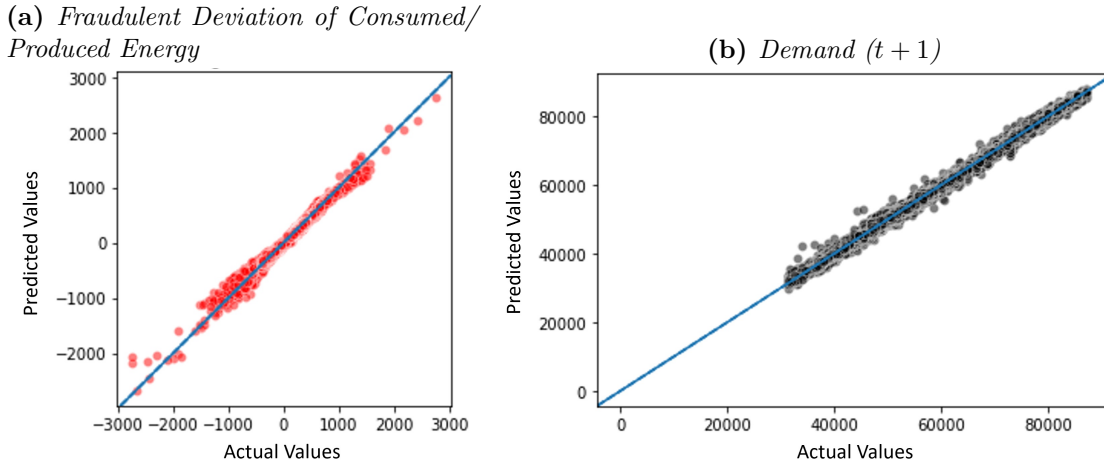 (a) Fraudulent Deviation of Consumed/
Produced Energy
3000
2000
1000
0
−1000
−2000
Predicted Values
−3000 −2000 −1000 0 1000 2000 3000
Actual Values
(b) Demand (t + 1)
80000
60000
40000
20000
0
Predicted Values
0 20000 40000 60000 80000
Actual Values